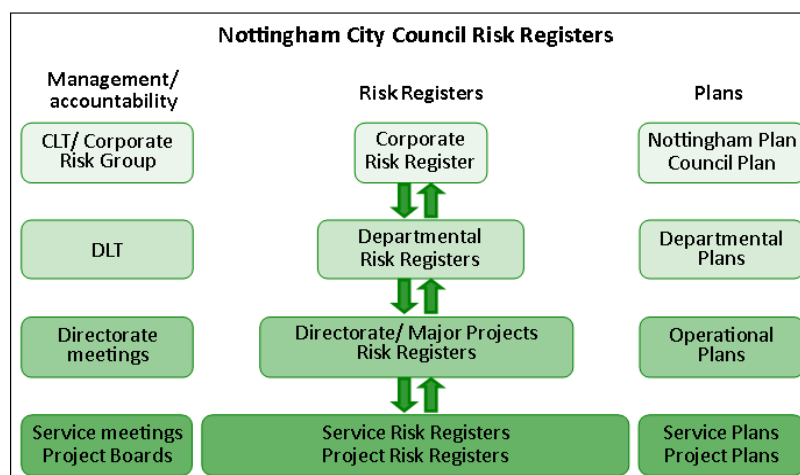 Nottingham City Council Risk Registers
Management/
accountability
Risk Registers
Plans
CLT/ Corporate
Risk Group
Corporate
Risk Register
Nottingham Plan
Council Plan
DLT
Departmental
Risk Registers
Departmental
Plans
Directorate
meetings
Directorate/ Major Projects
Risk Registers
Operational
Plans
Service meetings
Project Boards
Service Risk Registers
Project Risk Registers
Service Plans
Project Plans